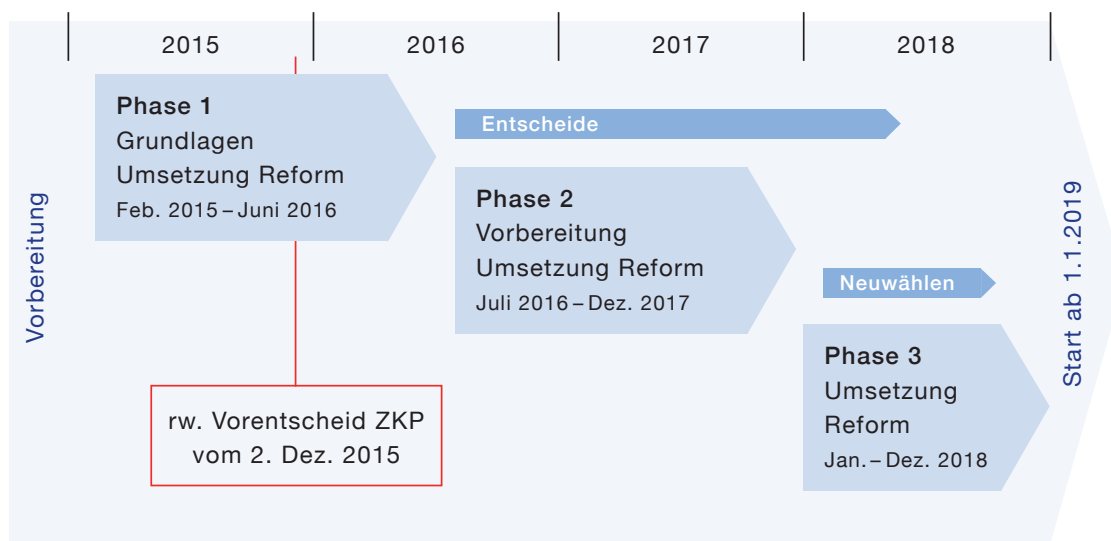 2015
2016
2017
2018
Vorbereitung
Phase 1
Grundlagen
Umsetzung Reform
Feb. 2015 – Juni 2016
Entscheide
Phase 2
Vorbereitung
Umsetzung Reform
Juli 2016 – Dez. 2017
Neuwählen
Phase 3
Umsetzung
Reform
Jan. – Dez. 2018
rw. Vorentscheid ZKP
vom 2. Dez. 2015
Start ab 1.1.2019